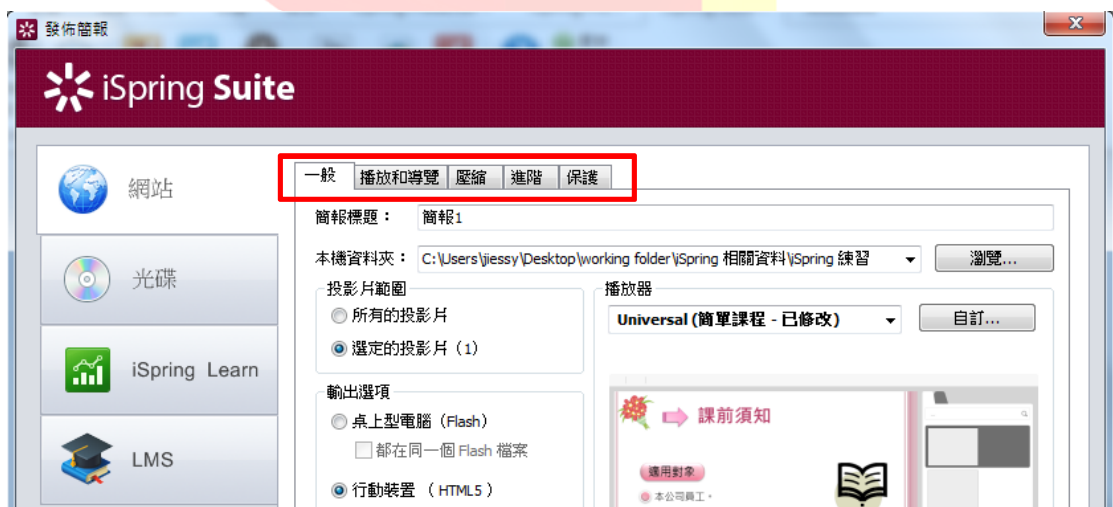 發佈簡報
iSpring Suite
網站
光碟
iSpring Learn
LMS
一般 播放和導覽 壓縮 進階 保護
簡報標題： 簡報1
本機資料夾： C:\Users\jiessy\Desktop\working folder\iSpring 相關資料\iSpring 練習 瀏覽...
投影片範圍
所有的投影片
選定的投影片（1）
輸出選項
桌上型電腦（Flash）
都在同一個 Flash 檔案
行動裝置 （ HTML5 ）
播放器
Universal (簡單課程 - 已修改) 自訂...
課前須知
適用對象
本公司員工。